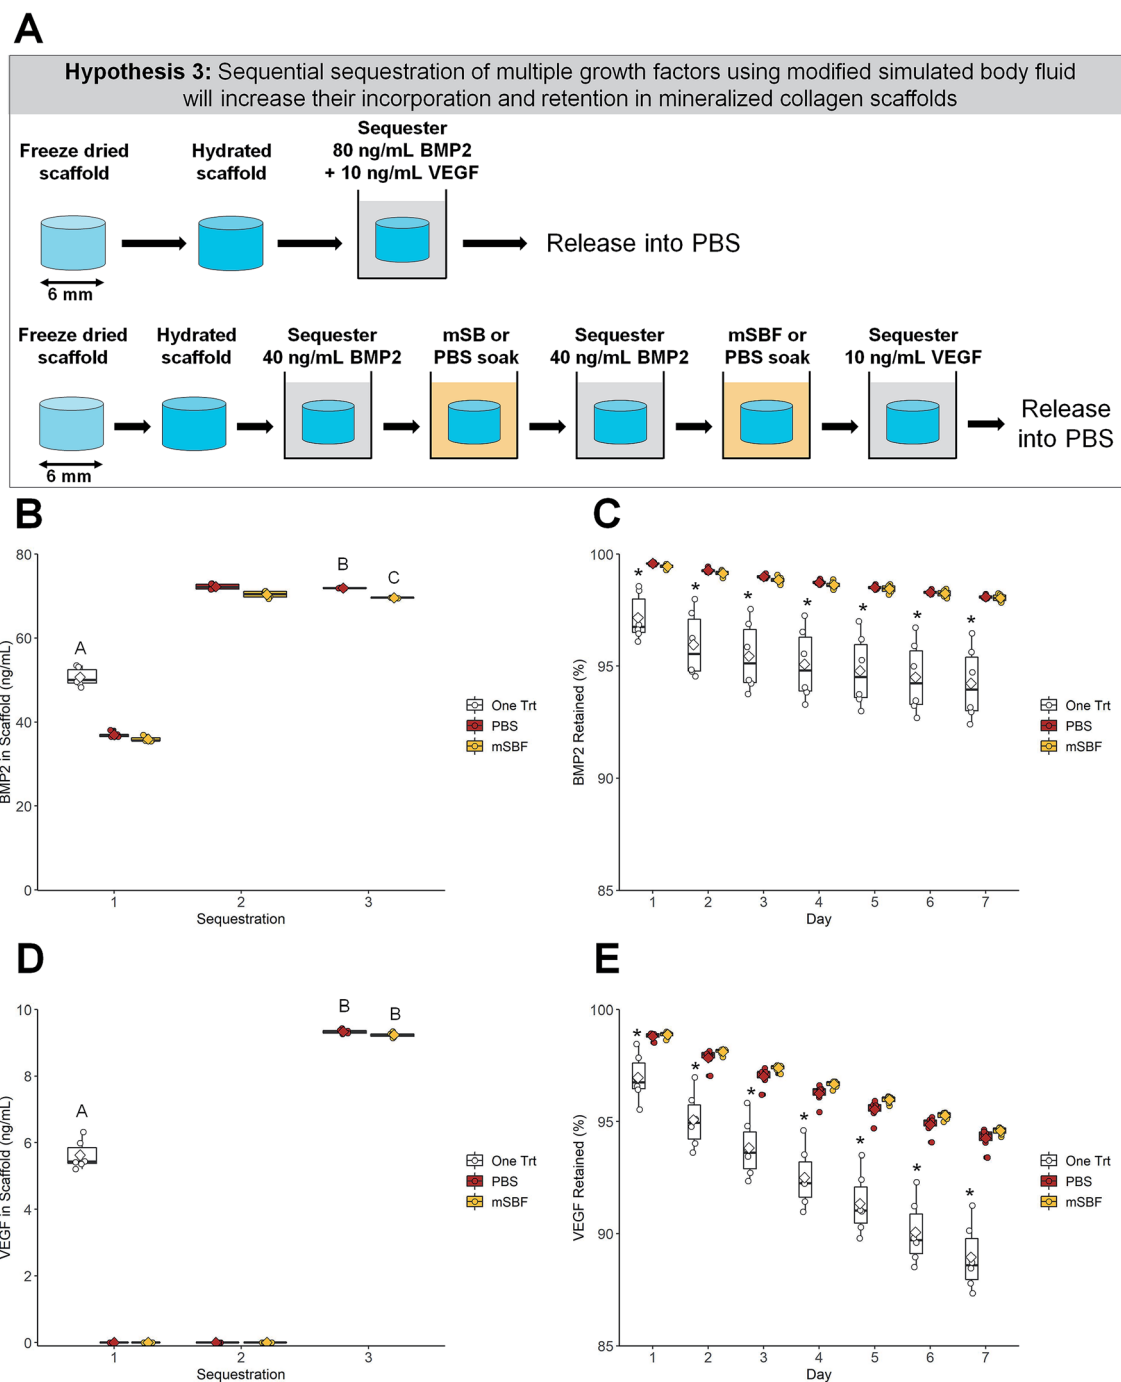 A
Hypothesis 3: Sequential sequestration of multiple growth factors using modified simulated body fluid
will increase their incorporation and retention in mineralized collagen scaffolds
Freeze dried
scaffold
Hydrated
scaffold
Sequester
80 ng/mL BMP2
+ 10 ng/mL VEGF
Release into PBS
6 mm
Freeze dried
scaffold
Hydrated
scaffold
Sequester
40 ng/mL BMP2
mSB or
PBS soak
Sequester
40 ng/mL BMP2
mSBF or
PBS soak
Sequester
10 ng/mL VEGF
Release
into PBS
6 mm
B
BMP2 in Scaffold (ng/mL)
80
60
40
20
0
A
B
C
1
2
3
Sequestration
One Trt
PBS
mSBF
C
BMP2 Retained (%)
100
95
90
85
* * * * * * *
1
2
3
4
5
6
7
Day
One Trt
PBS
mSBF
D
VEGF in Scaffold (ng/mL)
10
8
6
4
2
0
A
B
B
1
2
3
Sequestration
One Trt
PBS
mSBF
E
VEGF Retained (%)
100
95
90
85
* * * * * * *
1
2
3
4
5
6
7
Day
One Trt
PBS
mSBF